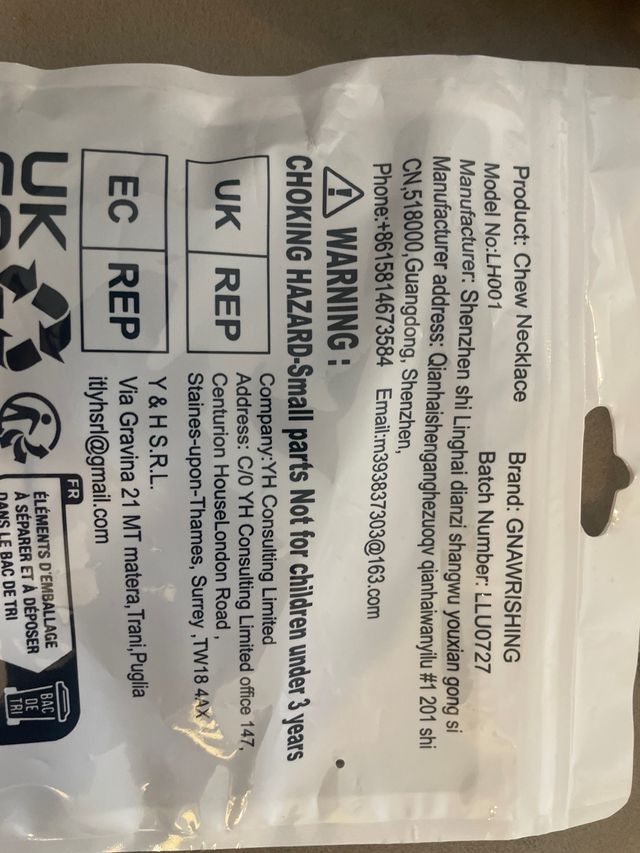 Product: Chew Necklace Brand: GNAWRISHING
Model No:LH001 Batch Number: LLU0727
Manufacturer: Shenzhen shi Linghai dianzi shangwu youxian gong si
Manufacturer address: Qianhaishenganghezuoqv qianhaiwanyilu #1 201 shi
CN,518000,Guangdong, Shenzhen,
Phone:+8615814673584 Email:m393837303@163.com
WARNING :
CHOKING HAZARD-Small parts Not for children under 3 years
UK REP
Company:YH Consulting Limited
Address: C/O YH Consulting Limited office 147,
Centurion HouseLondon Road ,
Staines-upon-Thames, Surrey ,TW18 4AX
EC REP
Y & H S.R.L.
Via Gravina 21 MT matera,Trani,Puglia
itlyhsrl@gmail.com
UK
CA
FR
ÉLÉMENTS D'EMBALLAGE
À SÉPARER ET À DÉPOSER
DANS LE BAC DE TRI
BAC
DE
TRI